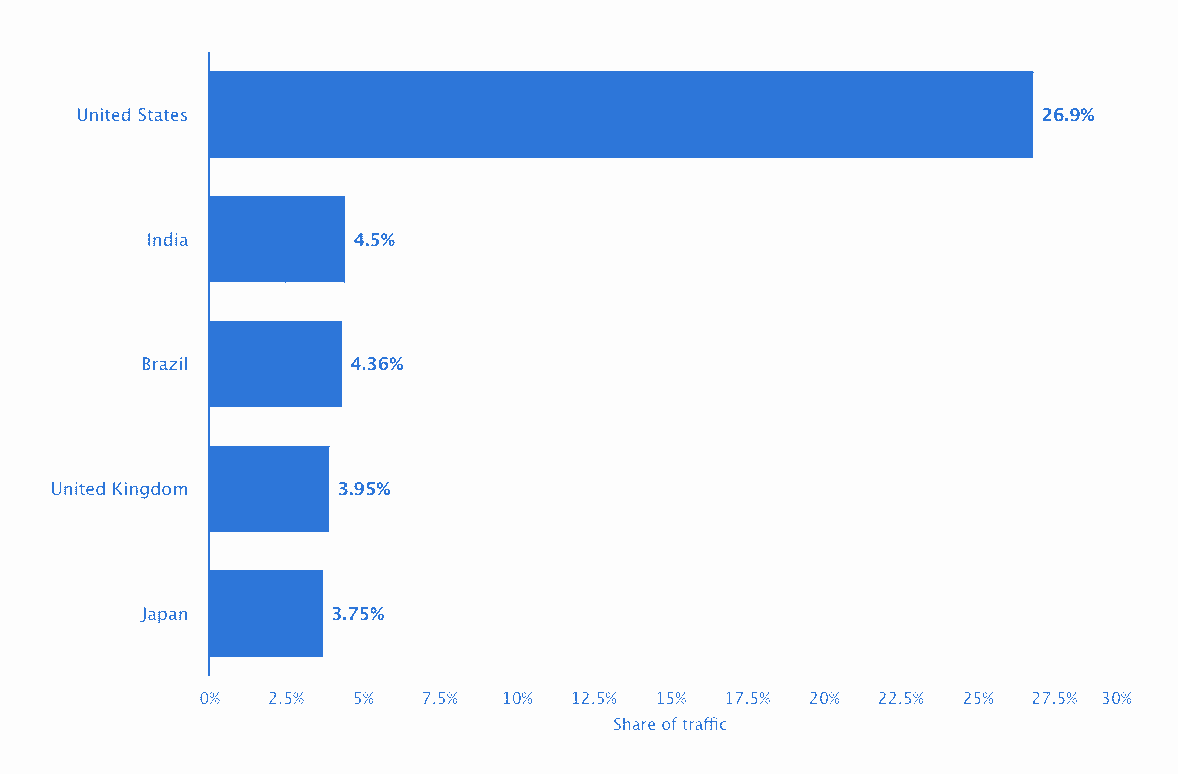 United States 26.9%
India 4.5%
Brazil 4.36%
United Kingdom 3.95%
Japan 3.75%
0% 2.5% 5% 7.5% 10% 12.5% 15% 17.5% 20% 22.5% 25% 27.5% 30%
Share of traffic